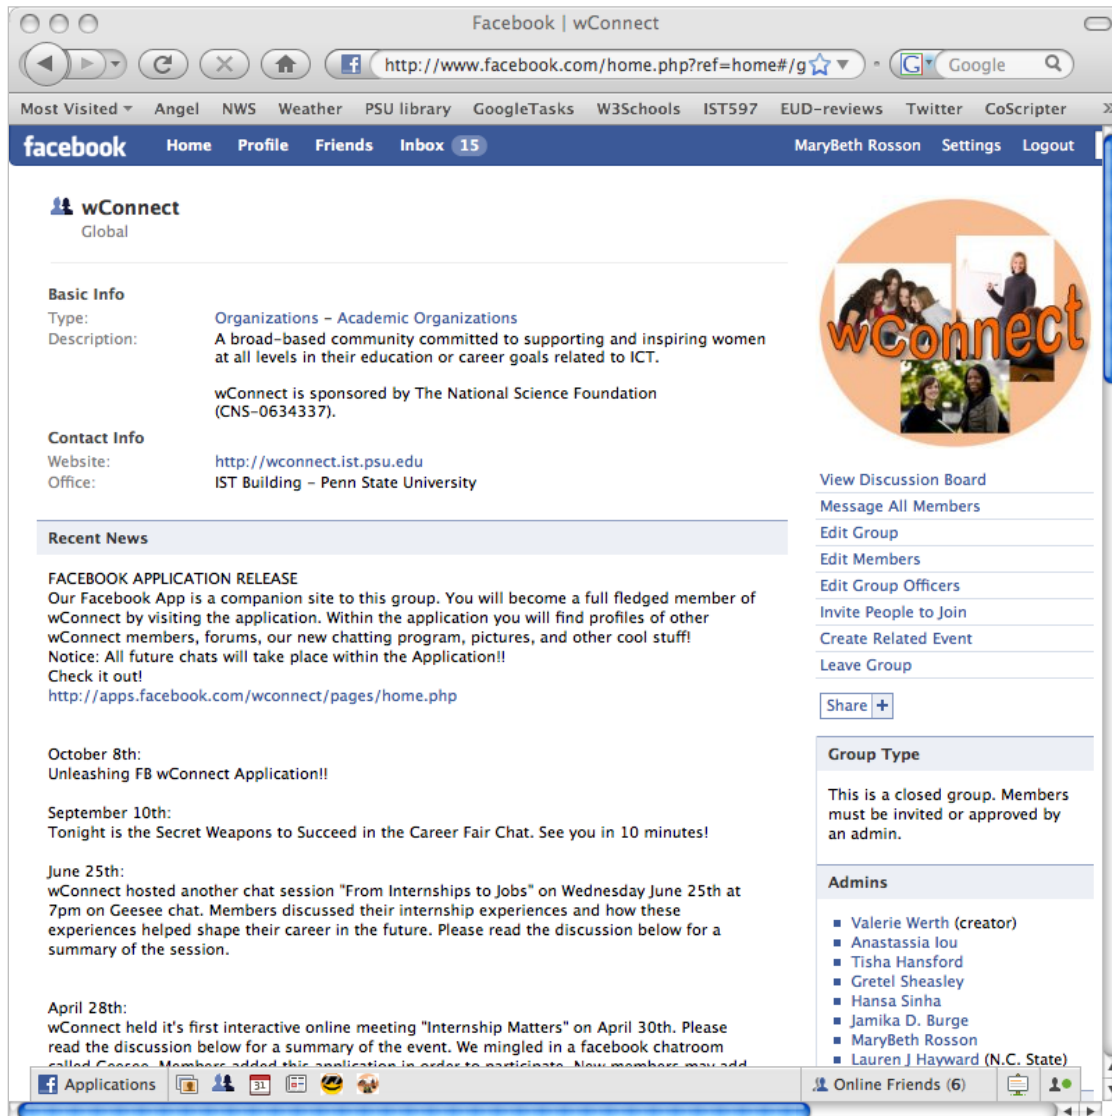 Facebook | wConnect
http://www.facebook.com/home.php?ref=home#/g
Google
Most Visited Angel NWS Weather PSU library GoogleTasks W3Schools IST597 EUD-reviews Twitter CoScripter »
facebook Home Profile Friends Inbox 15 MaryBeth Rosson Settings Logout
wConnect
Global
Basic Info
Type: Organizations - Academic Organizations
Description: A broad-based community committed to supporting and inspiring women
at all levels in their education or career goals related to ICT.
wConnect is sponsored by The National Science Foundation
(CNS-0634337).
Contact Info
Website: http://wconnect.ist.psu.edu
Office: IST Building - Penn State University
Recent News
FACEBOOK APPLICATION RELEASE
Our Facebook App is a companion site to this group. You will become a full fledged member of
wConnect by visiting the application. Within the application you will find profiles of other
wConnect members, forums, our new chatting program, pictures, and other cool stuff!
Notice: All future chats will take place within the Application!!
Check it out!
http://apps.facebook.com/wconnect/pages/home.php
October 8th:
Unleashing FB wConnect Application!!
September 10th:
Tonight is the Secret Weapons to Succeed in the Career Fair Chat. See you in 10 minutes!
June 25th:
wConnect hosted another chat session "From Internships to Jobs" on Wednesday June 25th at
7pm on Geesee chat. Members discussed their internship experiences and how these
experiences helped shape their career in the future. Please read the discussion below for a
summary of the session.
April 28th:
wConnect held it's first interactive online meeting "Internship Matters" on April 30th. Please
read the discussion below for a summary of the event. We mingled in a facebook chatroom
called Geesee. Members added this application in order to participate. New members may add
wConnect
View Discussion Board
Message All Members
Edit Group
Edit Members
Edit Group Officers
Invite People to Join
Create Related Event
Leave Group
Share +
Group Type
This is a closed group. Members
must be invited or approved by
an admin.
Admins
Valerie Werth (creator)
Anastassia Iou
Tisha Hansford
Gretel Sheasley
Hansa Sinha
Jamika D. Burge
MaryBeth Rosson
Lauren J Hayward (N.C. State)
Applications 31 Online Friends (6)